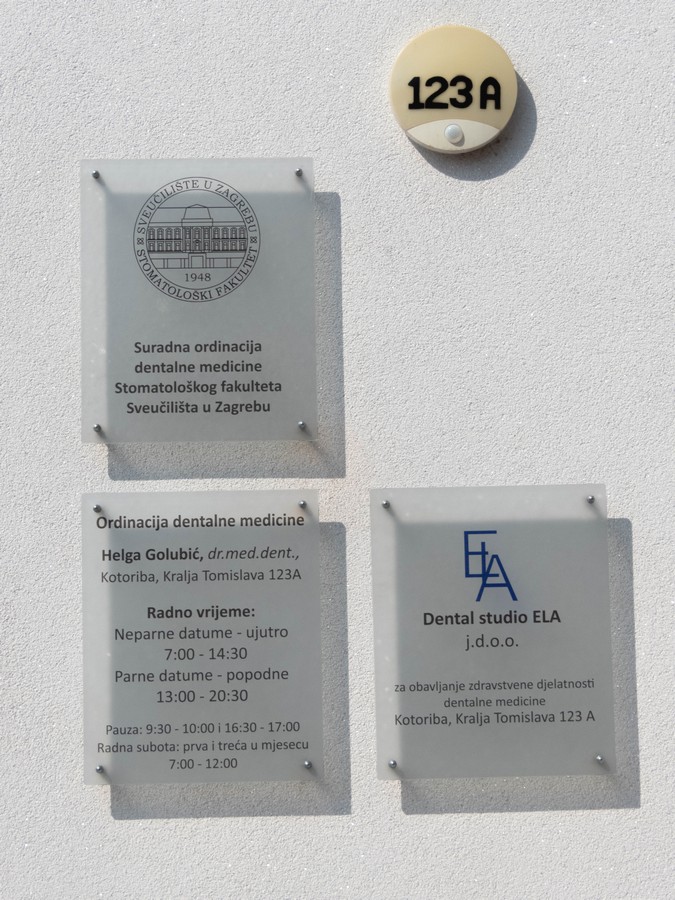 123A
SVEUČILIŠTE U ZAGREBU
STOMATOLOŠKI FAKULTET
1948
Suradna ordinacija
dentalne medicine
Stomatološkog fakulteta
Sveučilišta u Zagrebu
Ordinacija dentalne medicine
Helga Golubić, dr.med.dent.,
Kotoriba, Kralja Tomislava 123A
Radno vrijeme:
Neparne datume - ujutro
7:00 - 14:30
Parne datume - popodne
13:00 - 20:30
Pauza: 9:30 - 10:00 i 16:30 - 17:00
Radna subota: prva i treća u mjesecu
7:00 - 12:00
ELA
Dental studio ELA
j.d.o.o.
za obavljanje zdravstvene djelatnosti
dentalne medicine
Kotoriba, Kralja Tomislava 123 A